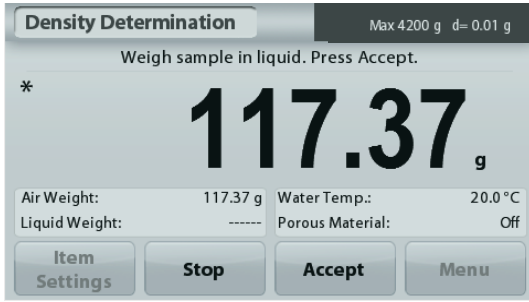 Density Determination Max 4200 g d= 0.01 g
Weigh sample in liquid. Press Accept.
* 117.37 g
Air Weight: 117.37 g Water Temp.: 20.0 °C
Liquid Weight: ------ Porous Material: Off
Item Settings Stop Accept Menu